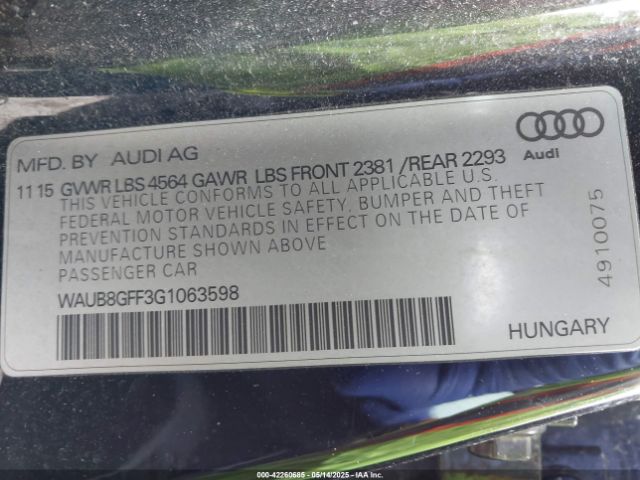 MFD. BY AUDI AG
Audi
11 15 GVWR LBS 4564 GAWR LBS FRONT 2381 /REAR 2293
THIS VEHICLE CONFORMS TO ALL APPLICABLE U.S.
FEDERAL MOTOR VEHICLE SAFETY, BUMPER AND THEFT
PREVENTION STANDARDS IN EFFECT ON THE DATE OF
MANUFACTURE SHOWN ABOVE
PASSENGER CAR
WAUB8GFF3G1063598
4910075
HUNGARY
000-42260685 05/14/2025 IAA Inc.